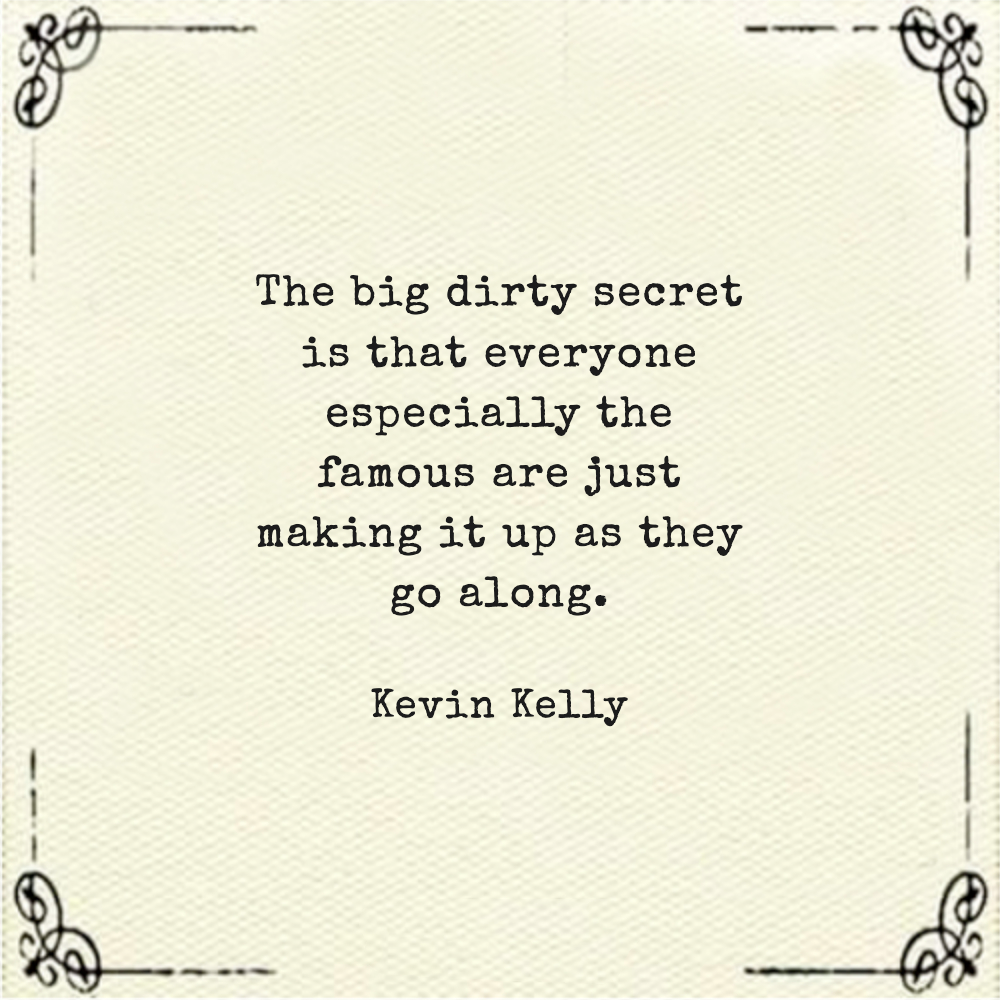 The big dirty secret
is that everyone
especially the
famous are just
making it up as they
go along.
Kevin Kelly